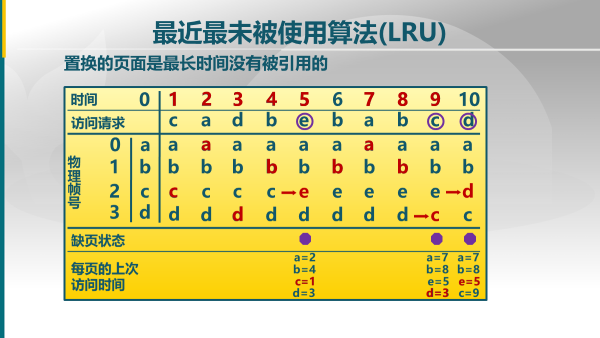 最近最未被使用算法(LRU)
置换的页面是最长时间没有被引用的
时间 0 1 2 3 4 5 6 7 8 9 10
访问请求 c a d b e b a b c d
物理帧号
0 a a a a a a a a a a a
1 b b b b b b b b b b b
2 c c c c c →e e e e e →d
3 d d d d d d d d d →c c
缺页状态
每页的上次访问时间
a=2 a=7 a=7
b=4 b=8 b=8
c=1 e=5 e=5
d=3 d=3 c=9